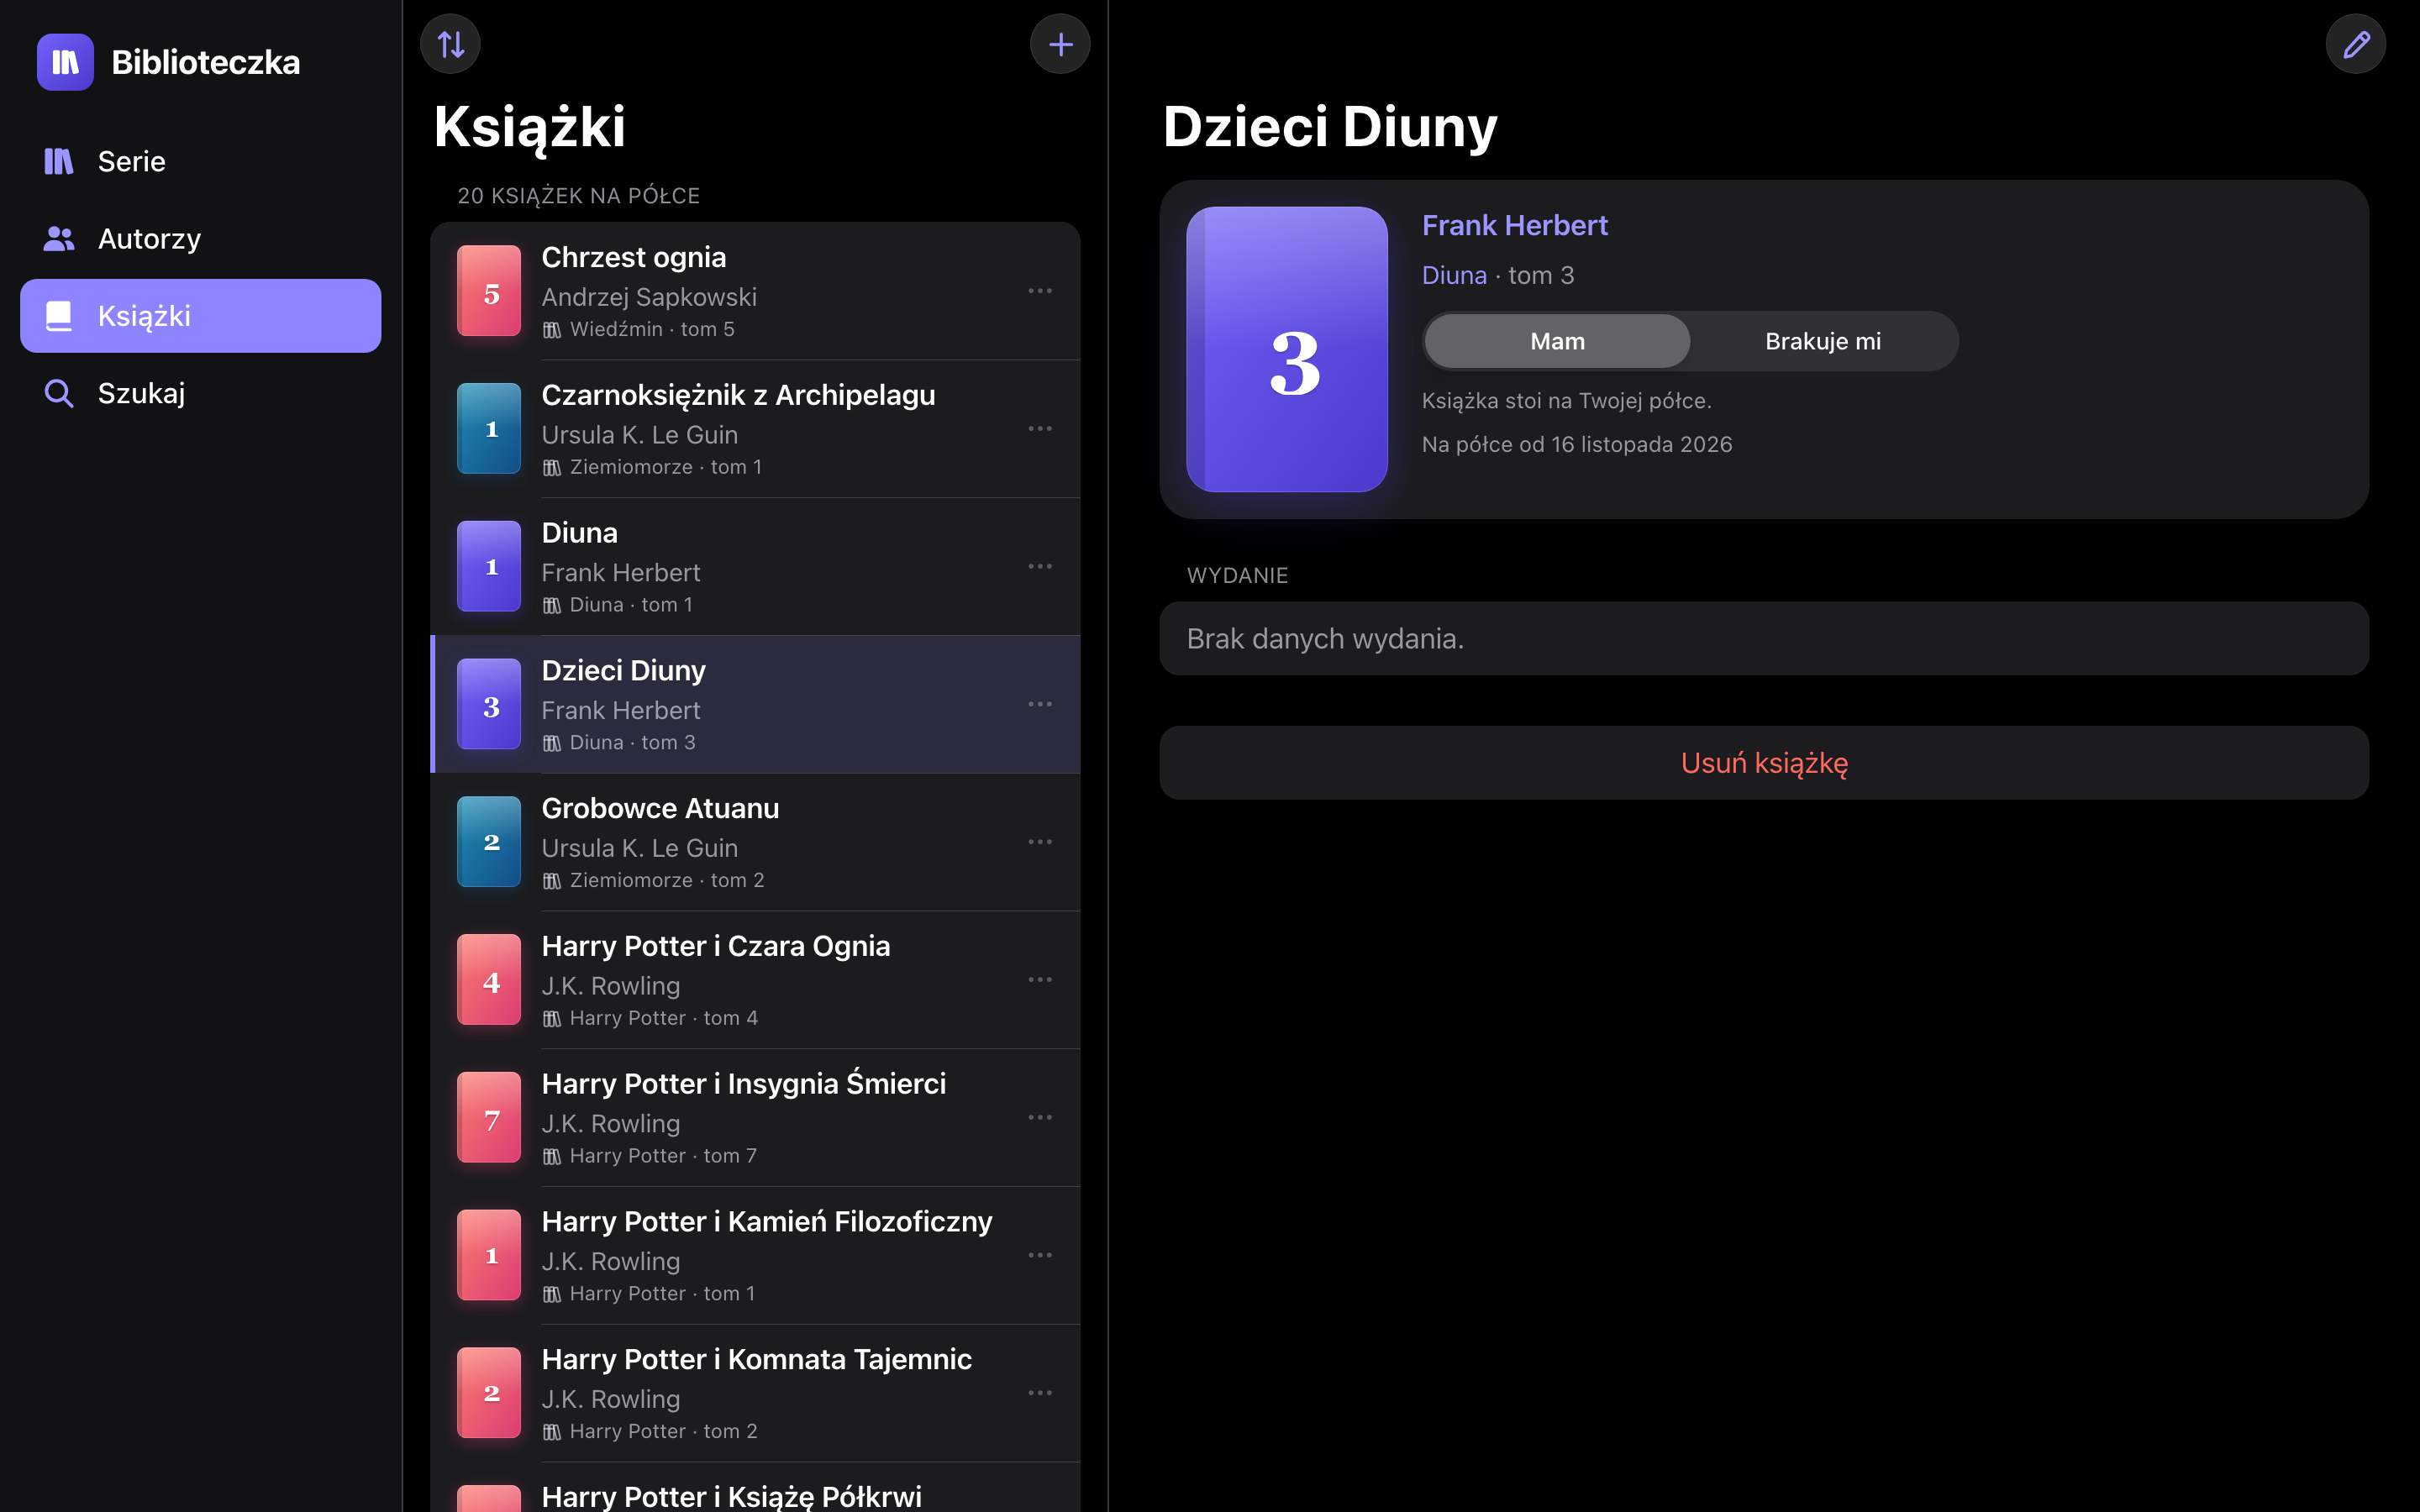 Biblioteczka
Serie
Autorzy
Książki
Szukaj
Książki
20 KSIĄŻEK NA PÓŁCE
5
Chrzest ognia
Andrzej Sapkowski
Wiedźmin · tom 5
1
Czarnoksiężnik z Archipelagu
Ursula K. Le Guin
Ziemiomorze · tom 1
1
Diuna
Frank Herbert
Diuna · tom 1
3
Dzieci Diuny
Frank Herbert
Diuna · tom 3
2
Grobowce Atuanu
Ursula K. Le Guin
Ziemiomorze · tom 2
4
Harry Potter i Czara Ognia
J.K. Rowling
Harry Potter · tom 4
7
Harry Potter i Insygnia Śmierci
J.K. Rowling
Harry Potter · tom 7
1
Harry Potter i Kamień Filozoficzny
J.K. Rowling
Harry Potter · tom 1
2
Harry Potter i Komnata Tajemnic
J.K. Rowling
Harry Potter · tom 2
Harry Potter i Książę Półkrwi
Dzieci Diuny
3
Frank Herbert
Diuna · tom 3
Mam
Brakuje mi
Książka stoi na Twojej półce.
Na półce od 16 listopada 2026
WYDANIE
Brak danych wydania.
Usuń książkę